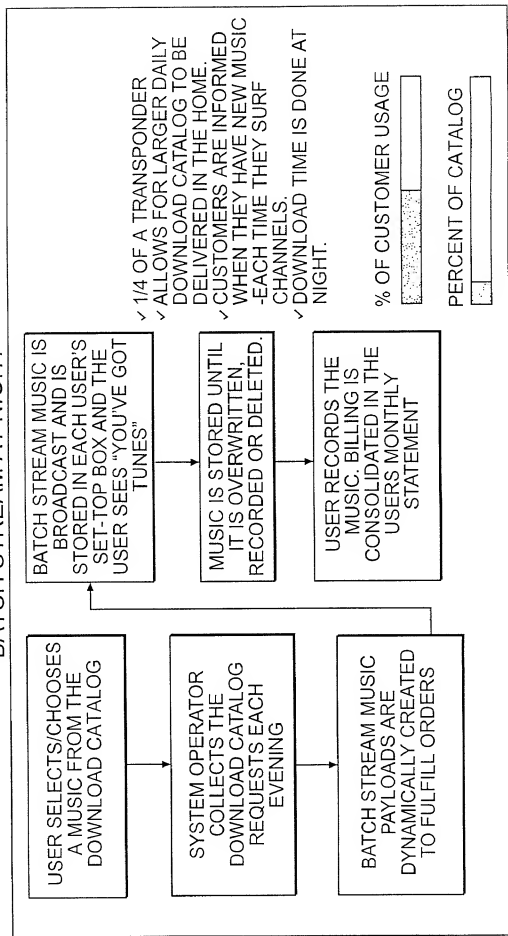 BATCH STREAM AT NIGHT
USER SELECTS/CHOOSES
A MUSIC FROM THE
DOWNLOAD CATALOG
SYSTEM OPERATOR
COLLECTS THE
DOWNLOAD CATALOG
REQUESTS EACH
EVENING
BATCH STREAM MUSIC
PAYLOADS ARE
DYNAMICALLY CREATED
TO FULFILL ORDERS
BATCH STREAM MUSIC IS
BROADCAST AND IS
STORED IN EACH USER'S
SET-TOP BOX AND THE
USER SEES "YOU'VE GOT
TUNES"
MUSIC IS STORED UNTIL
IT IS OVERWRITTEN,
RECORDED OR DELETED.
USER RECORDS THE
MUSIC. BILLING IS
CONSOLIDATED IN THE
USERS MONTHLY
STATEMENT
✓ 1/4 OF A TRANSPONDER
✓ ALLOWS FOR LARGER DAILY
DOWNLOAD CATALOG TO BE
DELIVERED IN THE HOME.
✓ CUSTOMERS ARE INFORMED
WHEN THEY HAVE NEW MUSIC
-EACH TIME THEY SURF
CHANNELS.
✓ DOWNLOAD TIME IS DONE AT
NIGHT.
% OF CUSTOMER USAGE
PERCENT OF CATALOG